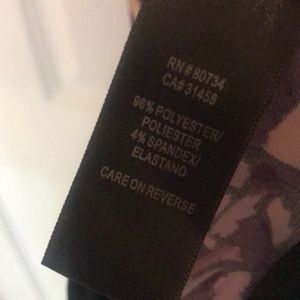 RN# 80734
CA# 31458
96% POLYESTER/
POLIESTER
4% SPANDEX/
ELASTANO
CARE ON REVERSE